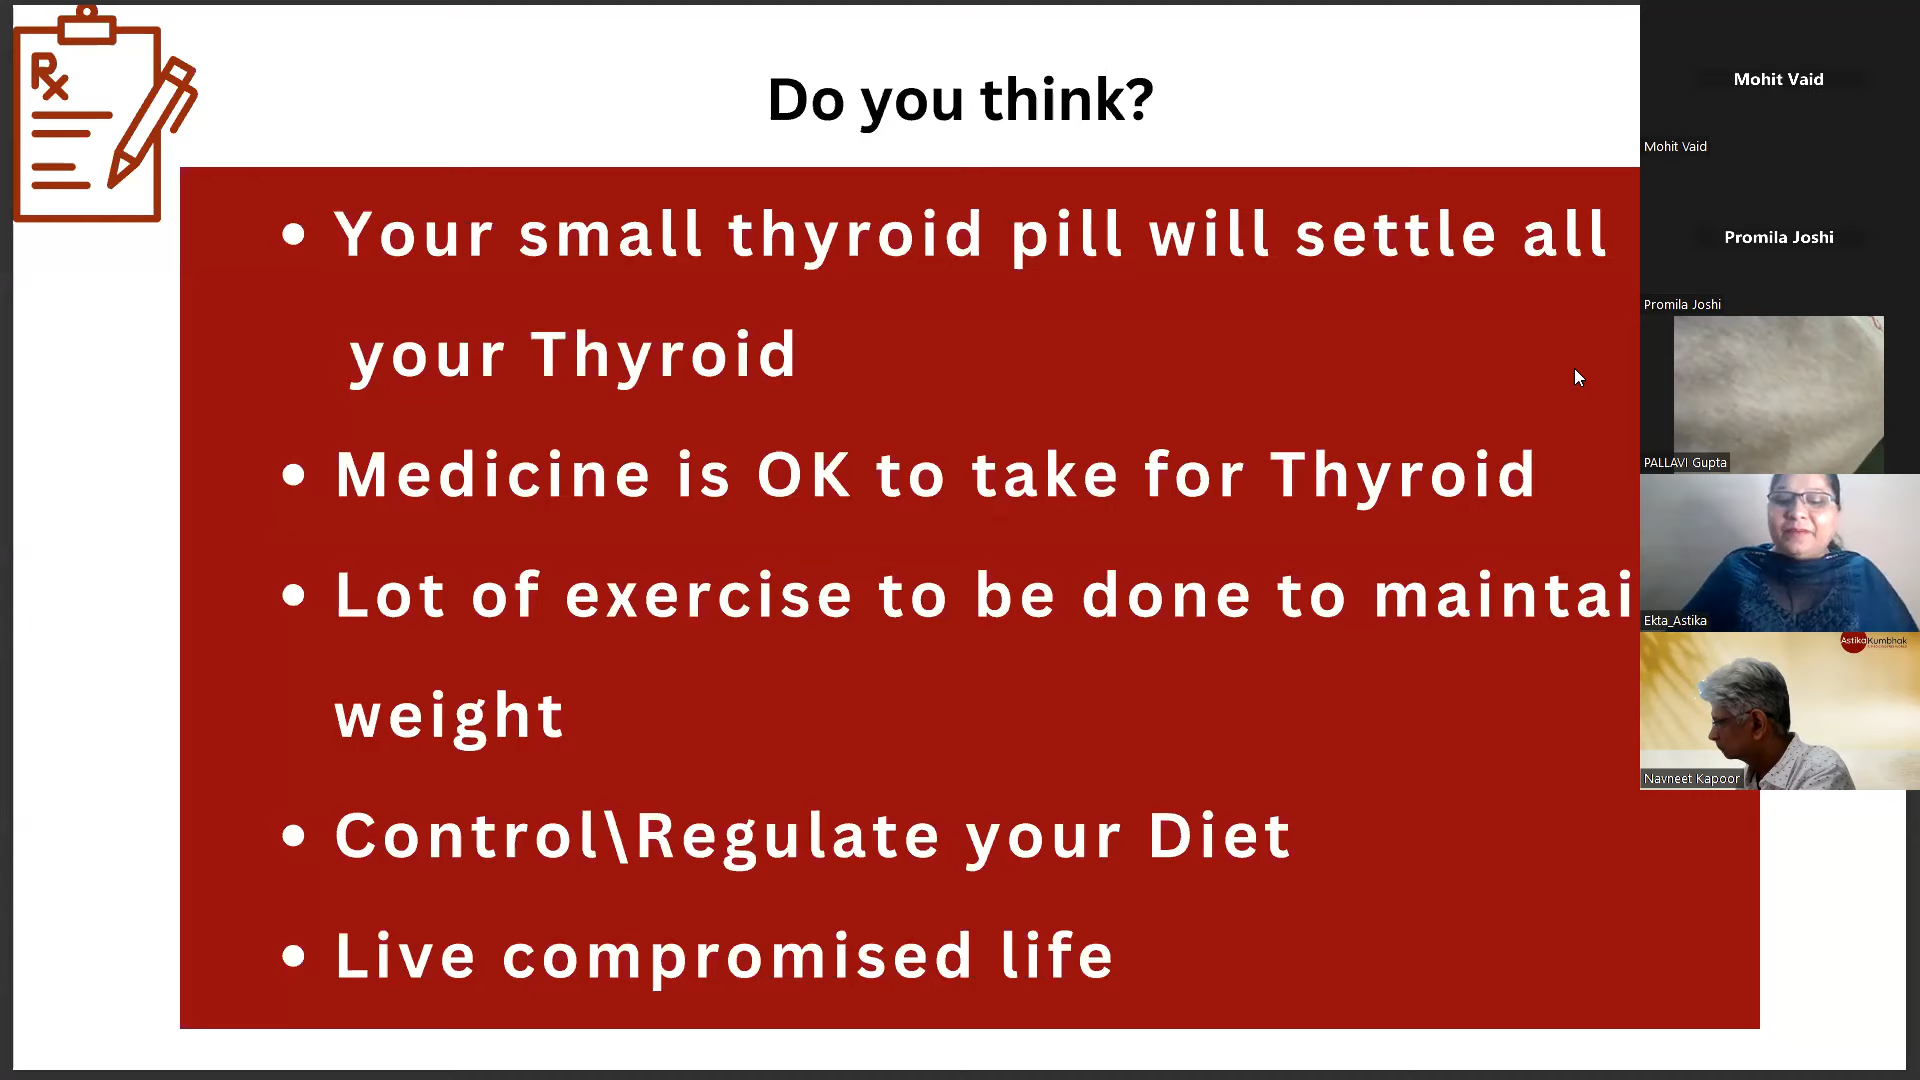 Rx
Do you think?
• Your small thyroid pill will settle all
your Thyroid
• Medicine is OK to take for Thyroid
• Lot of exercise to be done to maintai
weight
• Control\Regulate your Diet
• Live compromised life
Mohit Vaid
Mohit Vaid
Promila Joshi
Promila Joshi
PALLAVI Gupta
Ekta_Astika
AstikaKumbhak
Navneet Kapoor